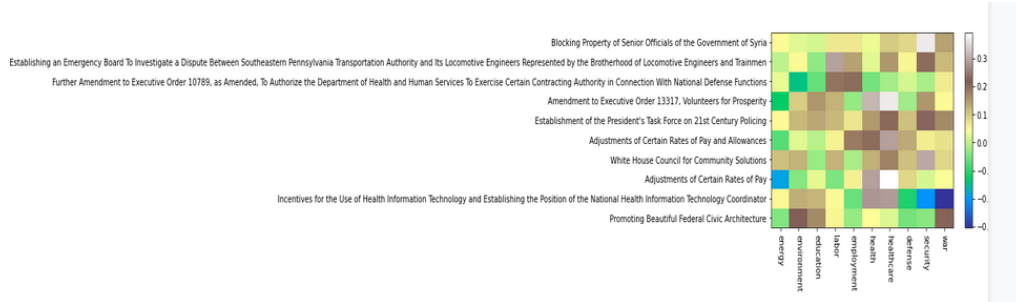 Blocking Property of Senior Officials of the Government of Syria
Establishing an Emergency Board To Investigate a Dispute Between Southeastern Pennsylvania Transportation Authority and Its Locomotive Engineers Represented by the Brotherhood of Locomotive Engineers and Trainmen
Further Amendment to Executive Order 10789, as Amended, To Authorize the Department of Health and Human Services To Exercise Certain Contracting Authority in Connection With National Defense Functions
Amendment to Executive Order 13317, Volunteers for Prosperity
Establishment of the President's Task Force on 21st Century Policing
Adjustments of Certain Rates of Pay and Allowances
White House Council for Community Solutions
Adjustments of Certain Rates of Pay
Incentives for the Use of Health Information Technology and Establishing the Position of the National Health Information Technology Coordinator
Promoting Beautiful Federal Civic Architecture
energy
environment
education
labor
employment
health
healthcare
defense
security
war
0.3
0.2
0.1
0.0
−0.
−0.
−0.